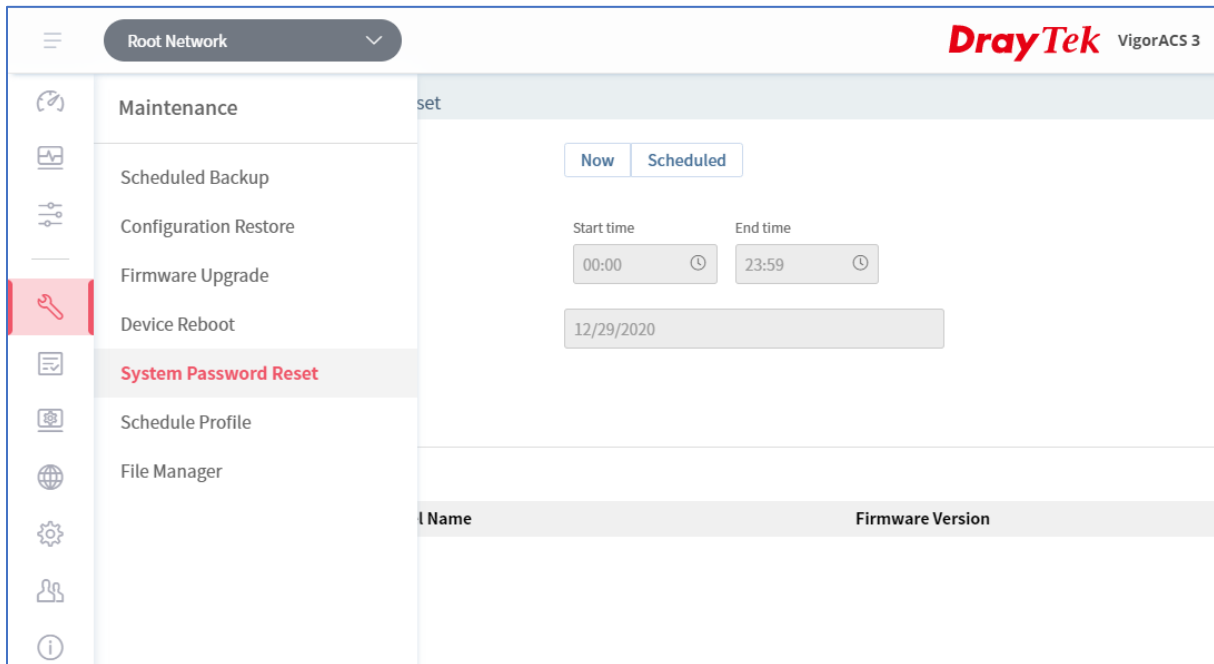 Root Network
DrayTek VigorACS 3
Maintenance
set
Scheduled Backup
Configuration Restore
Firmware Upgrade
Device Reboot
System Password Reset
Schedule Profile
File Manager
Now Scheduled
Start time End time
00:00 23:59
12/29/2020
l Name Firmware Version